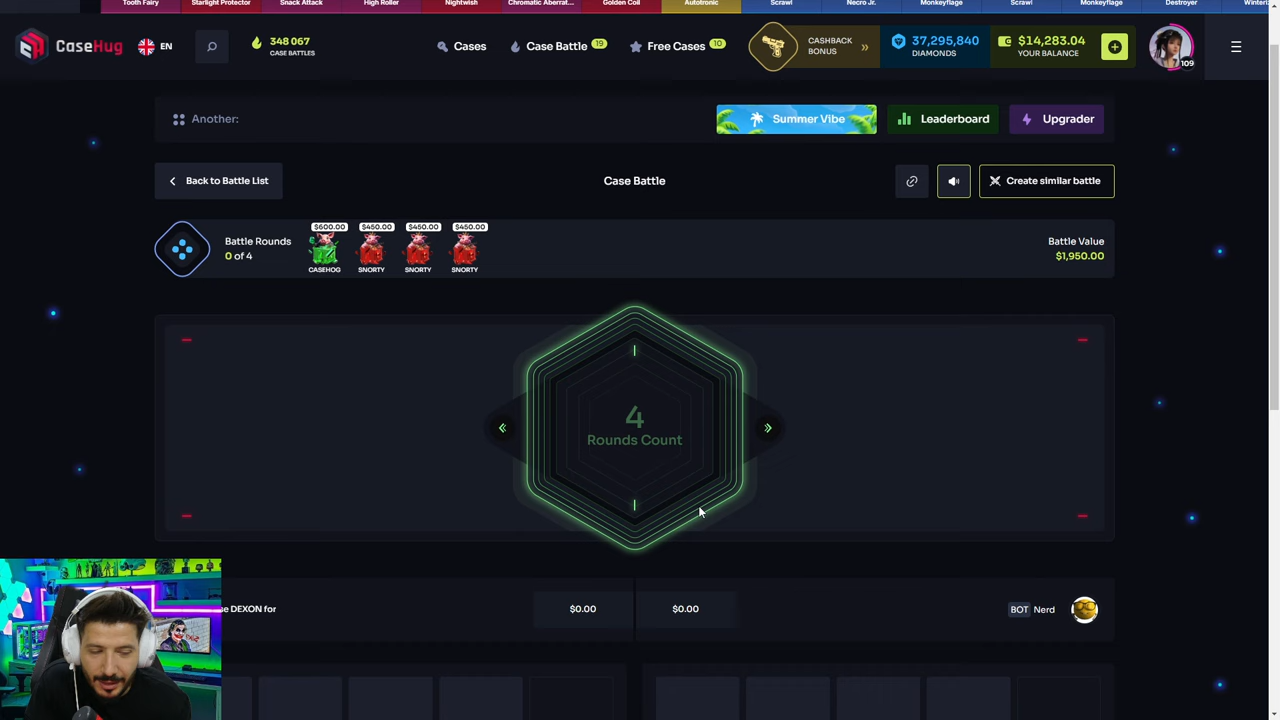 Tooth Fairy
Starlight Protector
Snack Attack
High Roller
Nightwish
Chromatic Aberrat...
Golden Coil
Autotronic
Scrawl
Necro Jr.
Monkeyflage
Scrawl
Monkeyflage
Destroyer
CaseHug
EN
348 067
CASE BATTLES
Cases
Case Battle 19
Free Cases 10
CASHBACK
BONUS
37,295,840
DIAMONDS
$14,283.04
YOUR BALANCE
109
Another:
Summer Vibe
Leaderboard
Upgrader
Back to Battle List
Case Battle
Create similar battle
Battle Rounds
0 of 4
$600.00
CASEHOG
$450.00
SNORTY
$450.00
SNORTY
$450.00
SNORTY
Battle Value
$1,950.00
4
Rounds Count
DEXON for
$0.00
$0.00
BOT Nerd